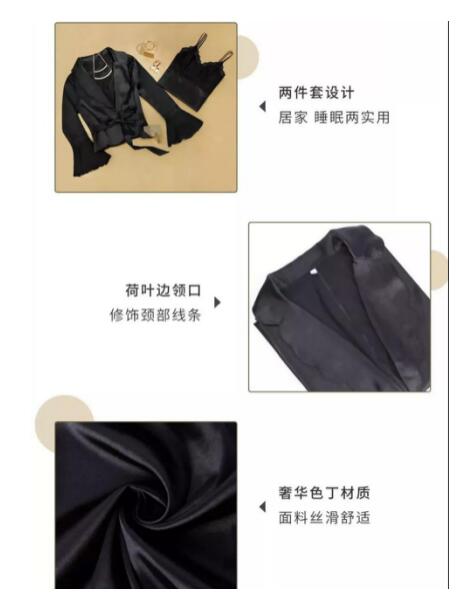 两件套设计
居家 睡眠两实用
荷叶边领口
修饰颈部线条
奢华色丁材质
面料丝滑舒适